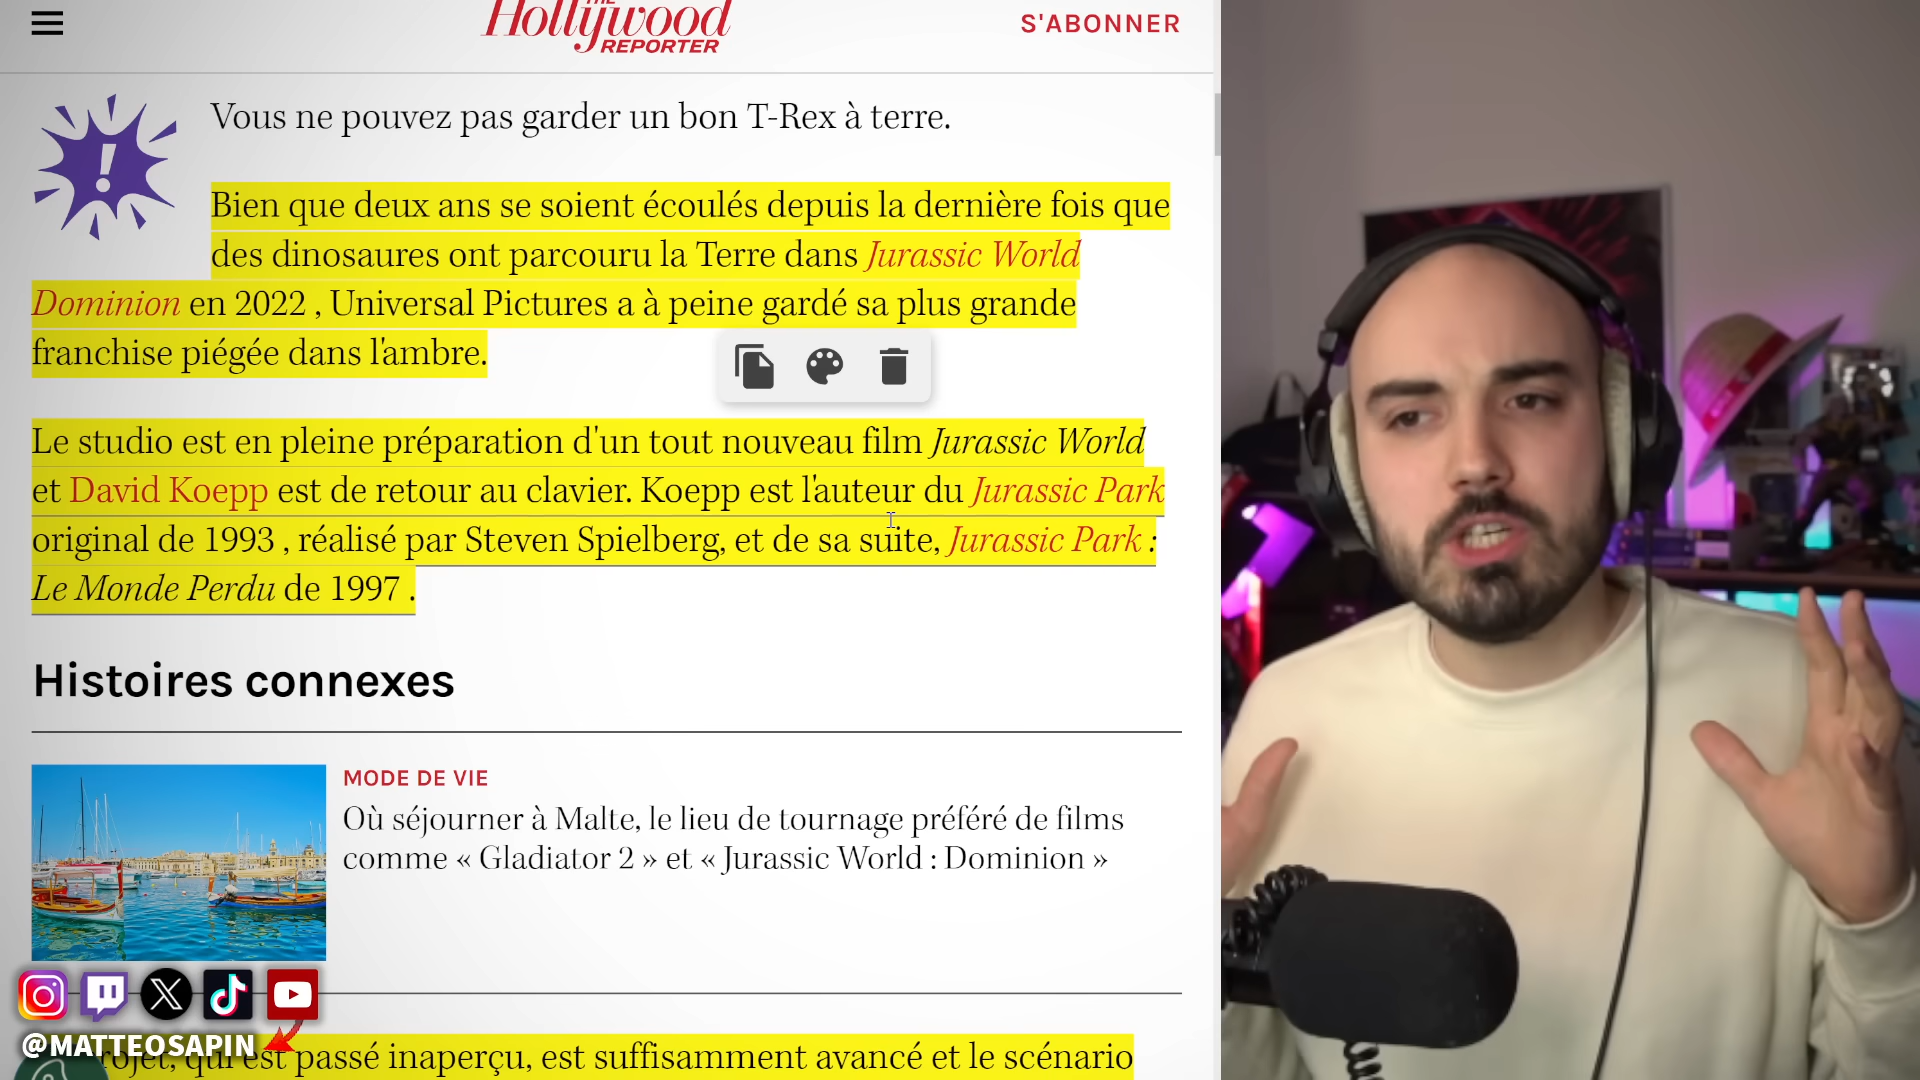 THE
Hollywood
REPORTER
S'ABONNER
Vous ne pouvez pas garder un bon T-Rex à terre.
Bien que deux ans se soient écoulés depuis la dernière fois que
des dinosaures ont parcouru la Terre dans Jurassic World
Dominion en 2022 , Universal Pictures a à peine gardé sa plus grande
franchise piégée dans l'ambre.
Le studio est en pleine préparation d'un tout nouveau film Jurassic World
et David Koepp est de retour au clavier. Koepp est l'auteur du Jurassic Park
original de 1993 , réalisé par Steven Spielberg, et de sa suite, Jurassic Park :
Le Monde Perdu de 1997 .
Histoires connexes
MODE DE VIE
Où séjourner à Malte, le lieu de tournage préféré de films
comme « Gladiator 2 » et « Jurassic World : Dominion »
@MATTEOSAPIN
qui est passé inaperçu, est suffisamment avancé et le scénario